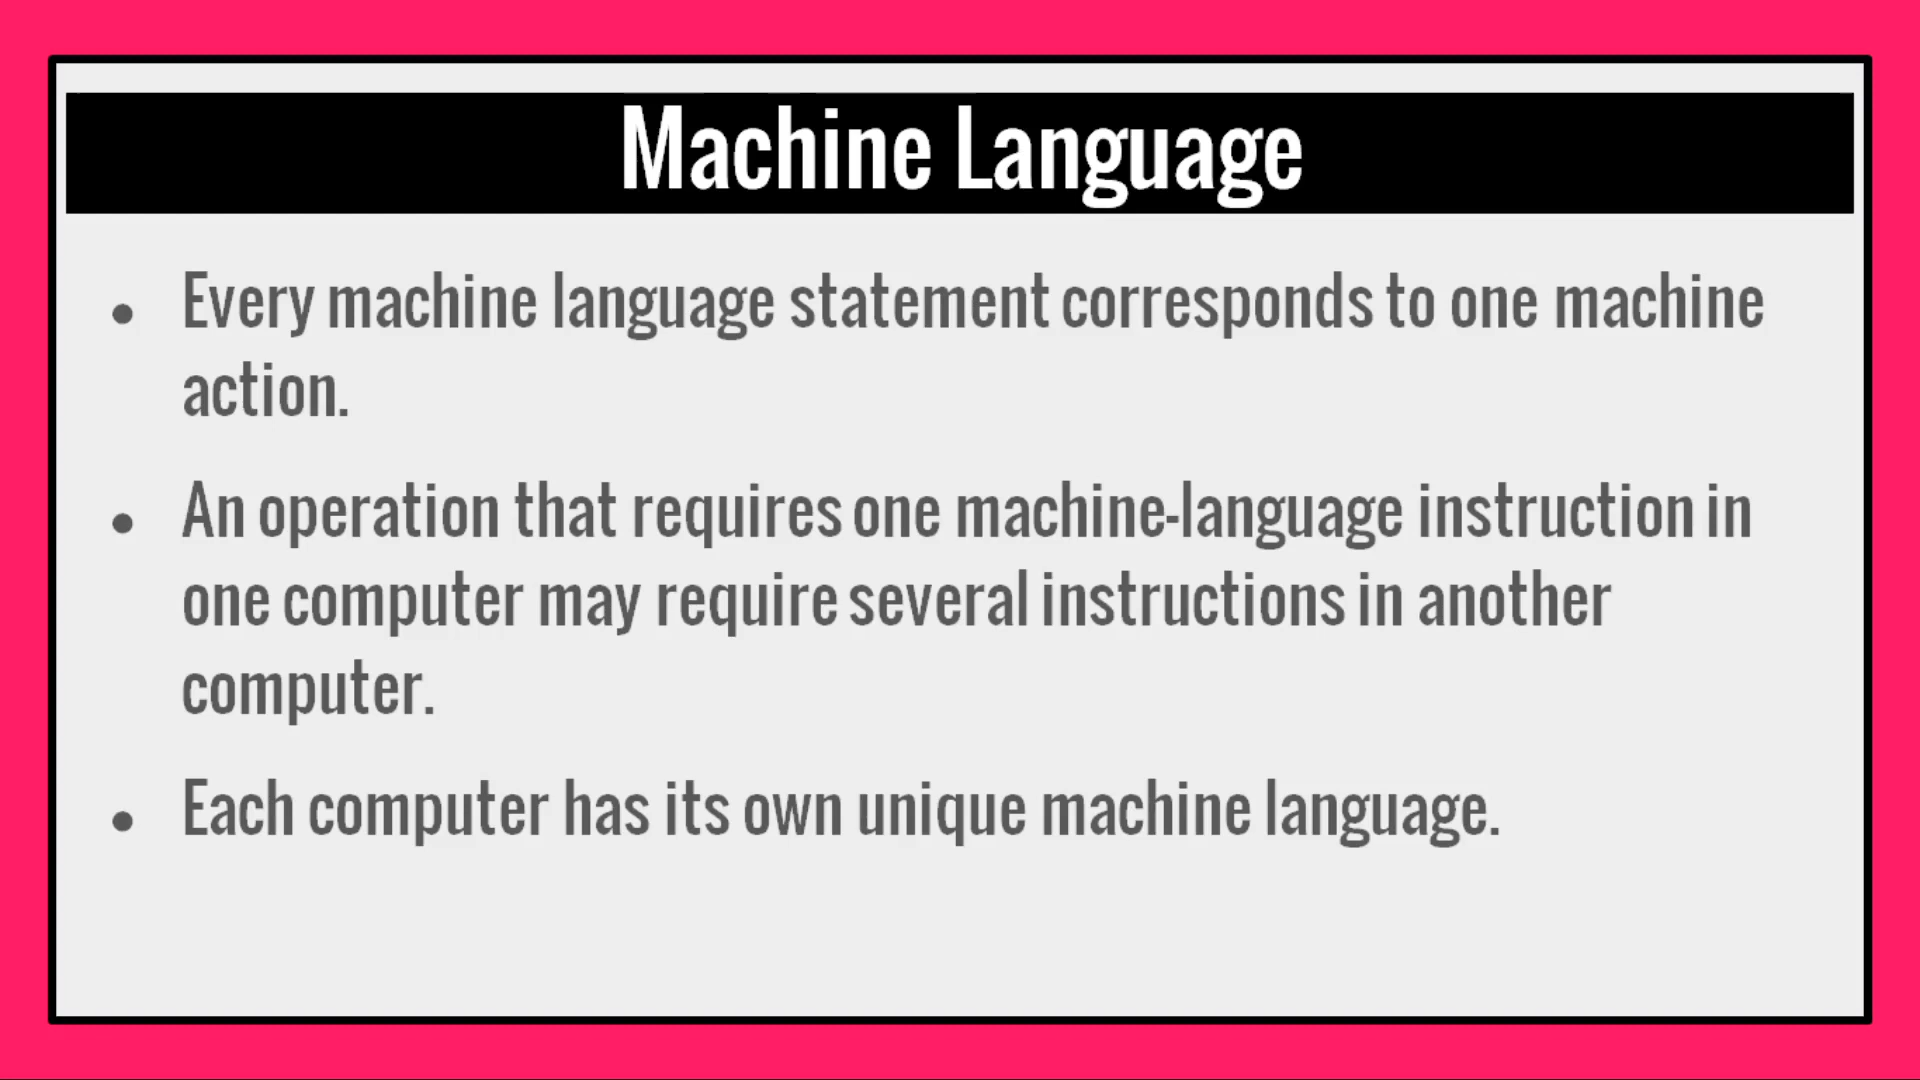 Machine Language
• Every machine language statement corresponds to one machine
action.
• An operation that requires one machine-language instruction in
one computer may require several instructions in another
computer.
• Each computer has its own unique machine language.